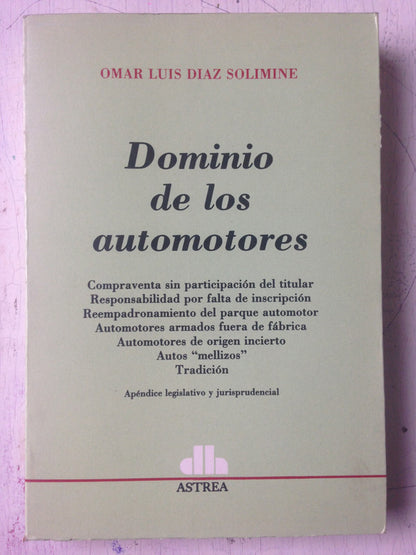 OMAR LUIS DIAZ SOLIMINE
Dominio
de los
automotores
Compraventa sin participación del titular
Responsabilidad por falta de inscripción
Reempadronamiento del parque automotor
Automotores armados fuera de fábrica
Automotores de origen incierto
Autos “mellizos”
Tradición
Apéndice legislativo y jurisprudencial
ASTREA